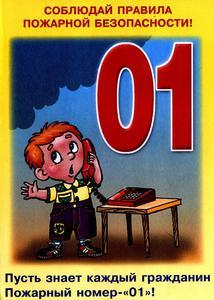 СОБЛЮДАЙ ПРАВИЛА
ПОЖАРНОЙ БЕЗОПАСНОСТИ!
01
Пусть знает каждый гражданин
Пожарный номер-«01»!